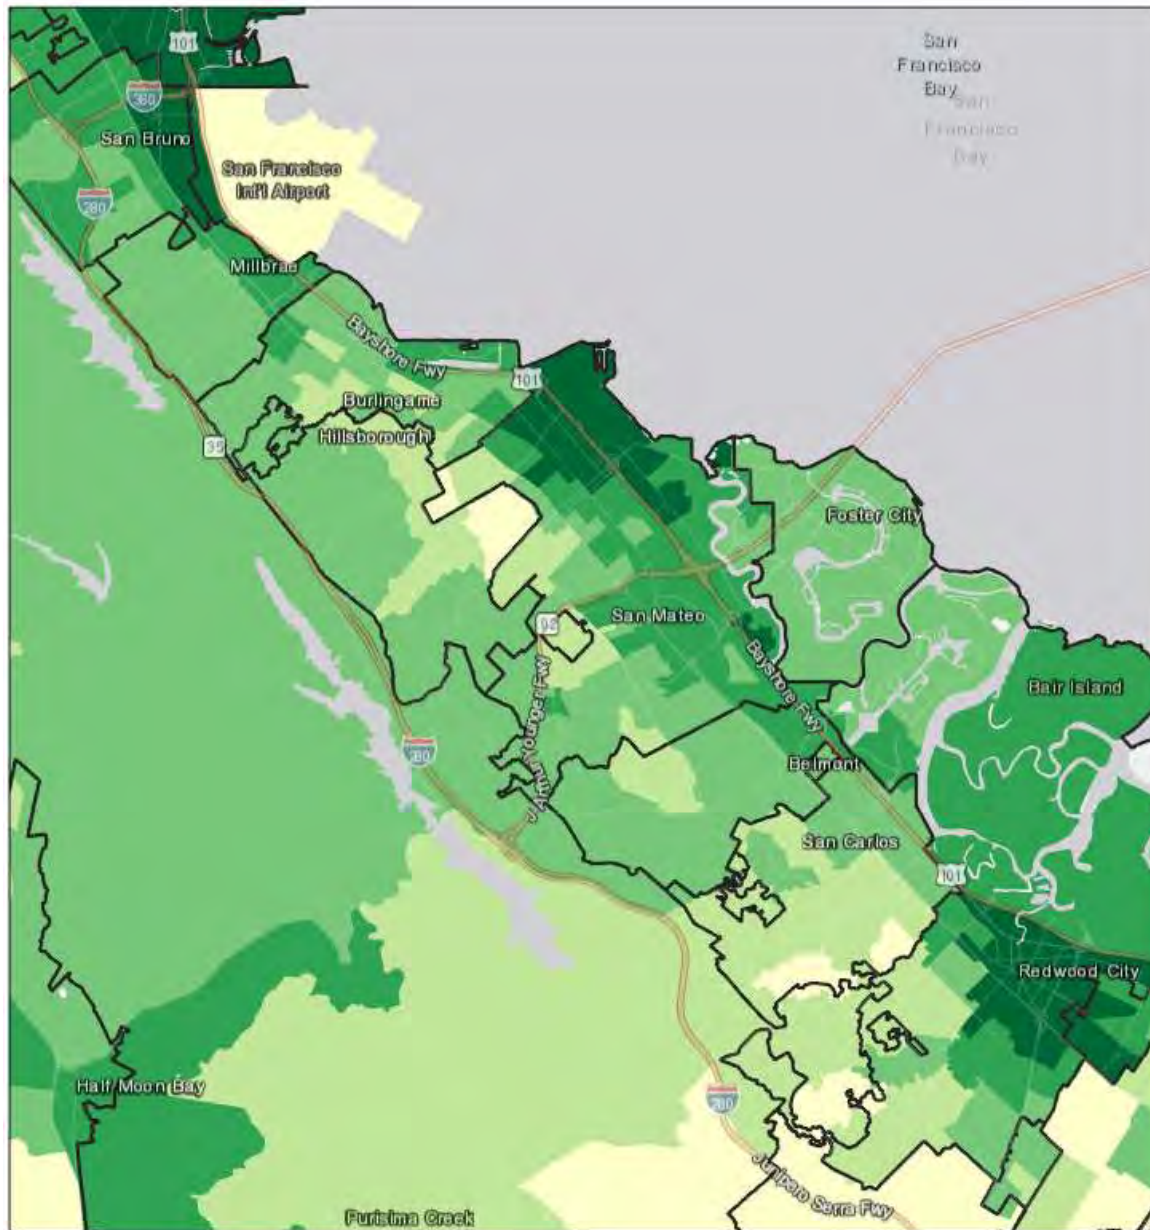 San
Francisco
Bay
San
Francisco
Bay
101
380
San Bruno
San Francisco
Int'l Airport
280
Millbrae
Bayshore Fwy
101
Burlingame
Hillsborough
35
Foster City
92
San Mateo
Bayshore Fwy
Bair Island
J Arthur Younger Fwy
280
Belmont
San Carlos
101
Redwood City
Half Moon Bay
280
Junipero Serra Fwy
Purisima Creek